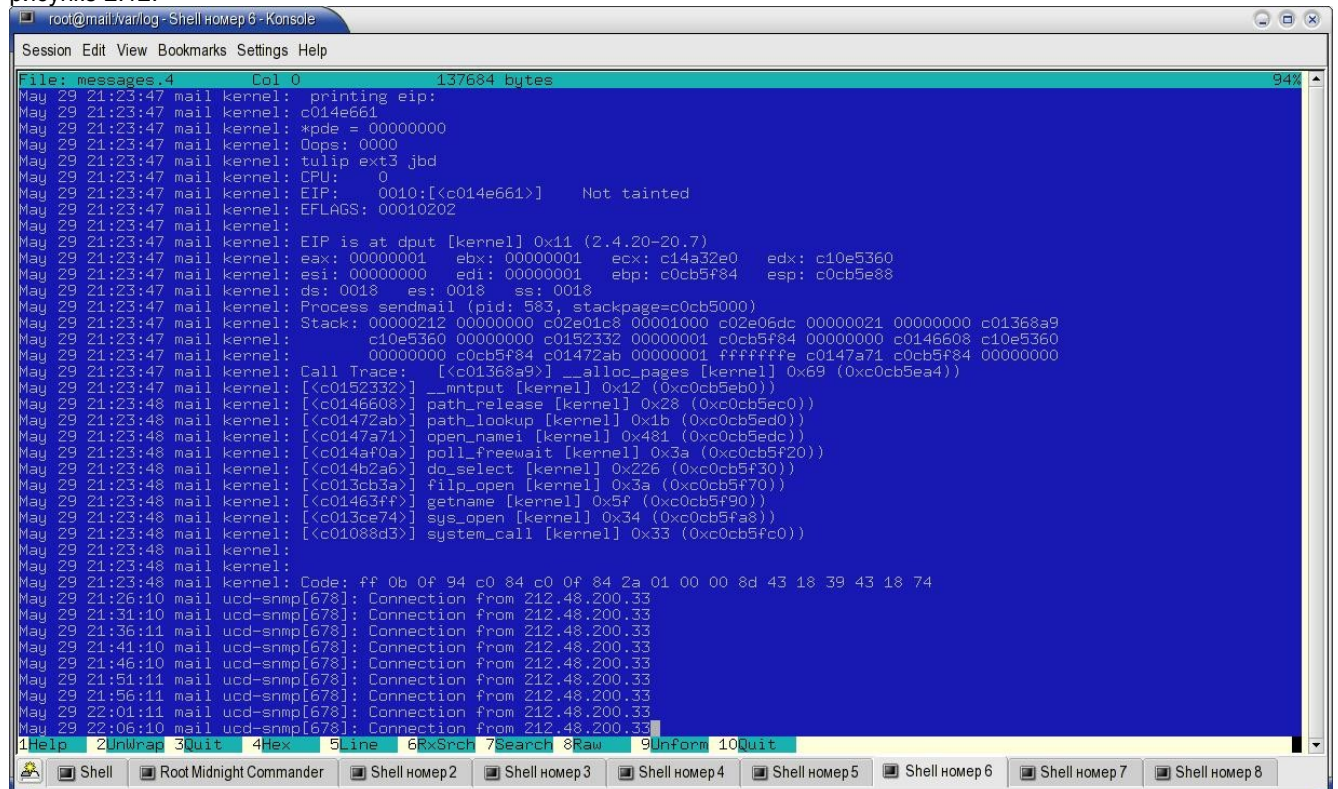 рисунке 2.12.
root@mail:/var/log - Shell номер 6 - Konsole
Session Edit View Bookmarks Settings Help
File: messages.4 Col 0 137684 bytes 94%
May 29 21:23:47 mail kernel: printing eip:
May 29 21:23:47 mail kernel: c014e661
May 29 21:23:47 mail kernel: *pde = 00000000
May 29 21:23:47 mail kernel: Oops: 0000
May 29 21:23:47 mail kernel: tulip ext3 jbd
May 29 21:23:47 mail kernel: CPU: 0
May 29 21:23:47 mail kernel: EIP: 0010:[<c014e661>] Not tainted
May 29 21:23:47 mail kernel: EFLAGS: 00010202
May 29 21:23:47 mail kernel:
May 29 21:23:47 mail kernel: EIP is at dput [kernel] 0x11 (2.4.20-20.7)
May 29 21:23:47 mail kernel: eax: 00000001 ebx: 00000001 ecx: c14a32e0 edx: c10e5360
May 29 21:23:47 mail kernel: esi: 00000000 edi: 00000001 ebp: c0cb5f84 esp: c0cb5e88
May 29 21:23:47 mail kernel: ds: 0018 es: 0018 ss: 0018
May 29 21:23:47 mail kernel: Process sendmail (pid: 583, stackpage=c0cb5000)
May 29 21:23:47 mail kernel: Stack: 00000212 00000000 c02e01c8 00001000 c02e06dc 00000021 00000000 c01368a9
May 29 21:23:47 mail kernel: c10e5360 00000000 c0152332 00000001 c0cb5f84 00000000 c0146608 c10e5360
May 29 21:23:47 mail kernel: 00000000 c0cb5f84 c01472ab 00000001 fffffffe c0147a71 c0cb5f84 00000000
May 29 21:23:47 mail kernel: Call Trace: [<c01368a9>] __alloc_pages [kernel] 0x69 (0xc0cb5ea4))
May 29 21:23:47 mail kernel: [<c0152332>] __mntput [kernel] 0x12 (0xc0cb5eb0))
May 29 21:23:48 mail kernel: [<c0146608>] path_release [kernel] 0x28 (0xc0cb5ec0))
May 29 21:23:48 mail kernel: [<c01472ab>] path_lookup [kernel] 0x1b (0xc0cb5ed0))
May 29 21:23:48 mail kernel: [<c0147a71>] open_namei [kernel] 0x481 (0xc0cb5edc))
May 29 21:23:48 mail kernel: [<c014af0a>] poll_freewait [kernel] 0x3a (0xc0cb5f20))
May 29 21:23:48 mail kernel: [<c014b2a6>] do_select [kernel] 0x226 (0xc0cb5f30))
May 29 21:23:48 mail kernel: [<c013cb3a>] filp_open [kernel] 0x3a (0xc0cb5f70))
May 29 21:23:48 mail kernel: [<c01463ff>] getname [kernel] 0x5f (0xc0cb5f90))
May 29 21:23:48 mail kernel: [<c013ce74>] sys_open [kernel] 0x34 (0xc0cb5fa8))
May 29 21:23:48 mail kernel: [<c01088d3>] system_call [kernel] 0x33 (0xc0cb5fc0))
May 29 21:23:48 mail kernel:
May 29 21:23:48 mail kernel:
May 29 21:23:48 mail kernel: Code: ff 0b 0f 94 c0 84 c0 0f 84 2a 01 00 00 8d 43 18 39 43 18 74
May 29 21:26:10 mail ucd-snmp[678]: Connection from 212.48.200.33
May 29 21:31:10 mail ucd-snmp[678]: Connection from 212.48.200.33
May 29 21:36:11 mail ucd-snmp[678]: Connection from 212.48.200.33
May 29 21:41:10 mail ucd-snmp[678]: Connection from 212.48.200.33
May 29 21:46:10 mail ucd-snmp[678]: Connection from 212.48.200.33
May 29 21:51:11 mail ucd-snmp[678]: Connection from 212.48.200.33
May 29 21:56:11 mail ucd-snmp[678]: Connection from 212.48.200.33
May 29 22:01:11 mail ucd-snmp[678]: Connection from 212.48.200.33
May 29 22:06:10 mail ucd-snmp[678]: Connection from 212.48.200.33
1Help 2UnWrap 3Quit 4Hex 5Line 6RxSrch 7Search 8Raw 9Unform 10Quit
Shell Root Midnight Commander Shell номер 2 Shell номер 3 Shell номер 4 Shell номер 5 Shell номер 6 Shell номер 7 Shell номер 8